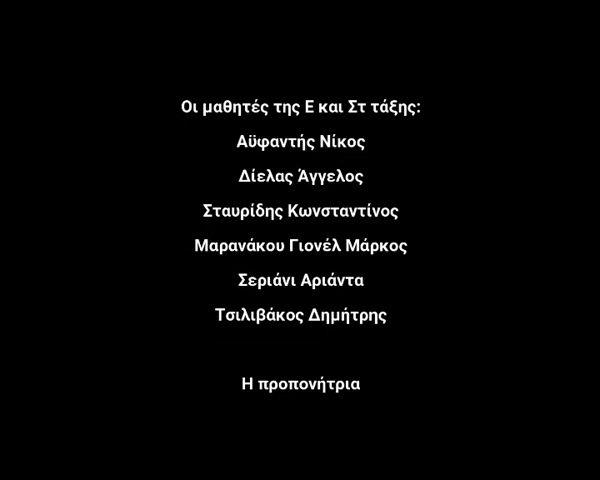 Οι μαθητές της Ε και Στ τάξης:
Αϋφαντής Νίκος
Δίελας Άγγελος
Σταυρίδης Κωνσταντίνος
Μαρανάκου Γιονέλ Μάρκος
Σεριάνι Αριάντα
Τσιλιβάκος Δημήτρης
Η προπονήτρια